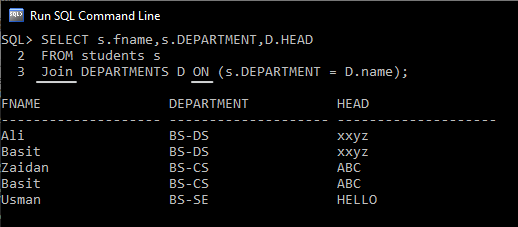 SQL>
Run SQL Command Line
SQL> SELECT s.fname,s.DEPARTMENT,D.HEAD
2 FROM students s
3 Join DEPARTMENTS D ON (s.DEPARTMENT = D.name);
FNAME DEPARTMENT HEAD
-------------------- -------------------- --------------------
Ali BS-DS xxyz
Basit BS-DS xxyz
Zaidan BS-CS ABC
Basit BS-CS ABC
Usman BS-SE HELLO